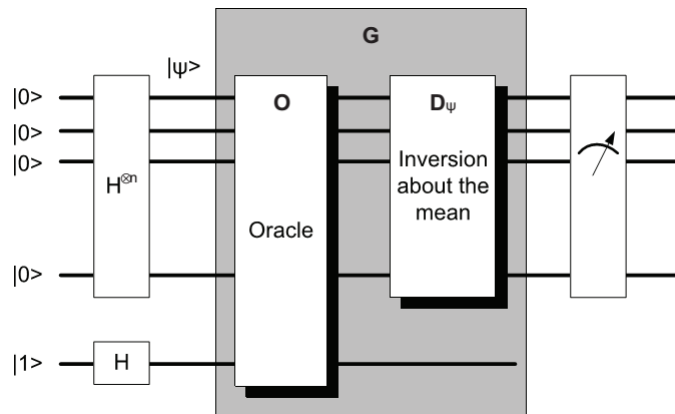 G
|ψ>
|0>
|0>
|0>
|0>
|1>
H⊗n
H
O
Oracle
Dψ
Inversion
about the
mean